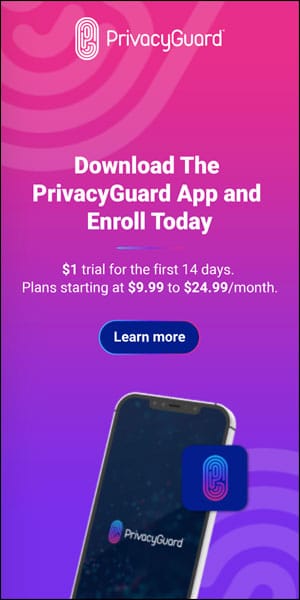 PrivacyGuard
Download The
PrivacyGuard App and
Enroll Today
$1 trial for the first 14 days.
Plans starting at $9.99 to $24.99/month.
Learn more
PrivacyGuard